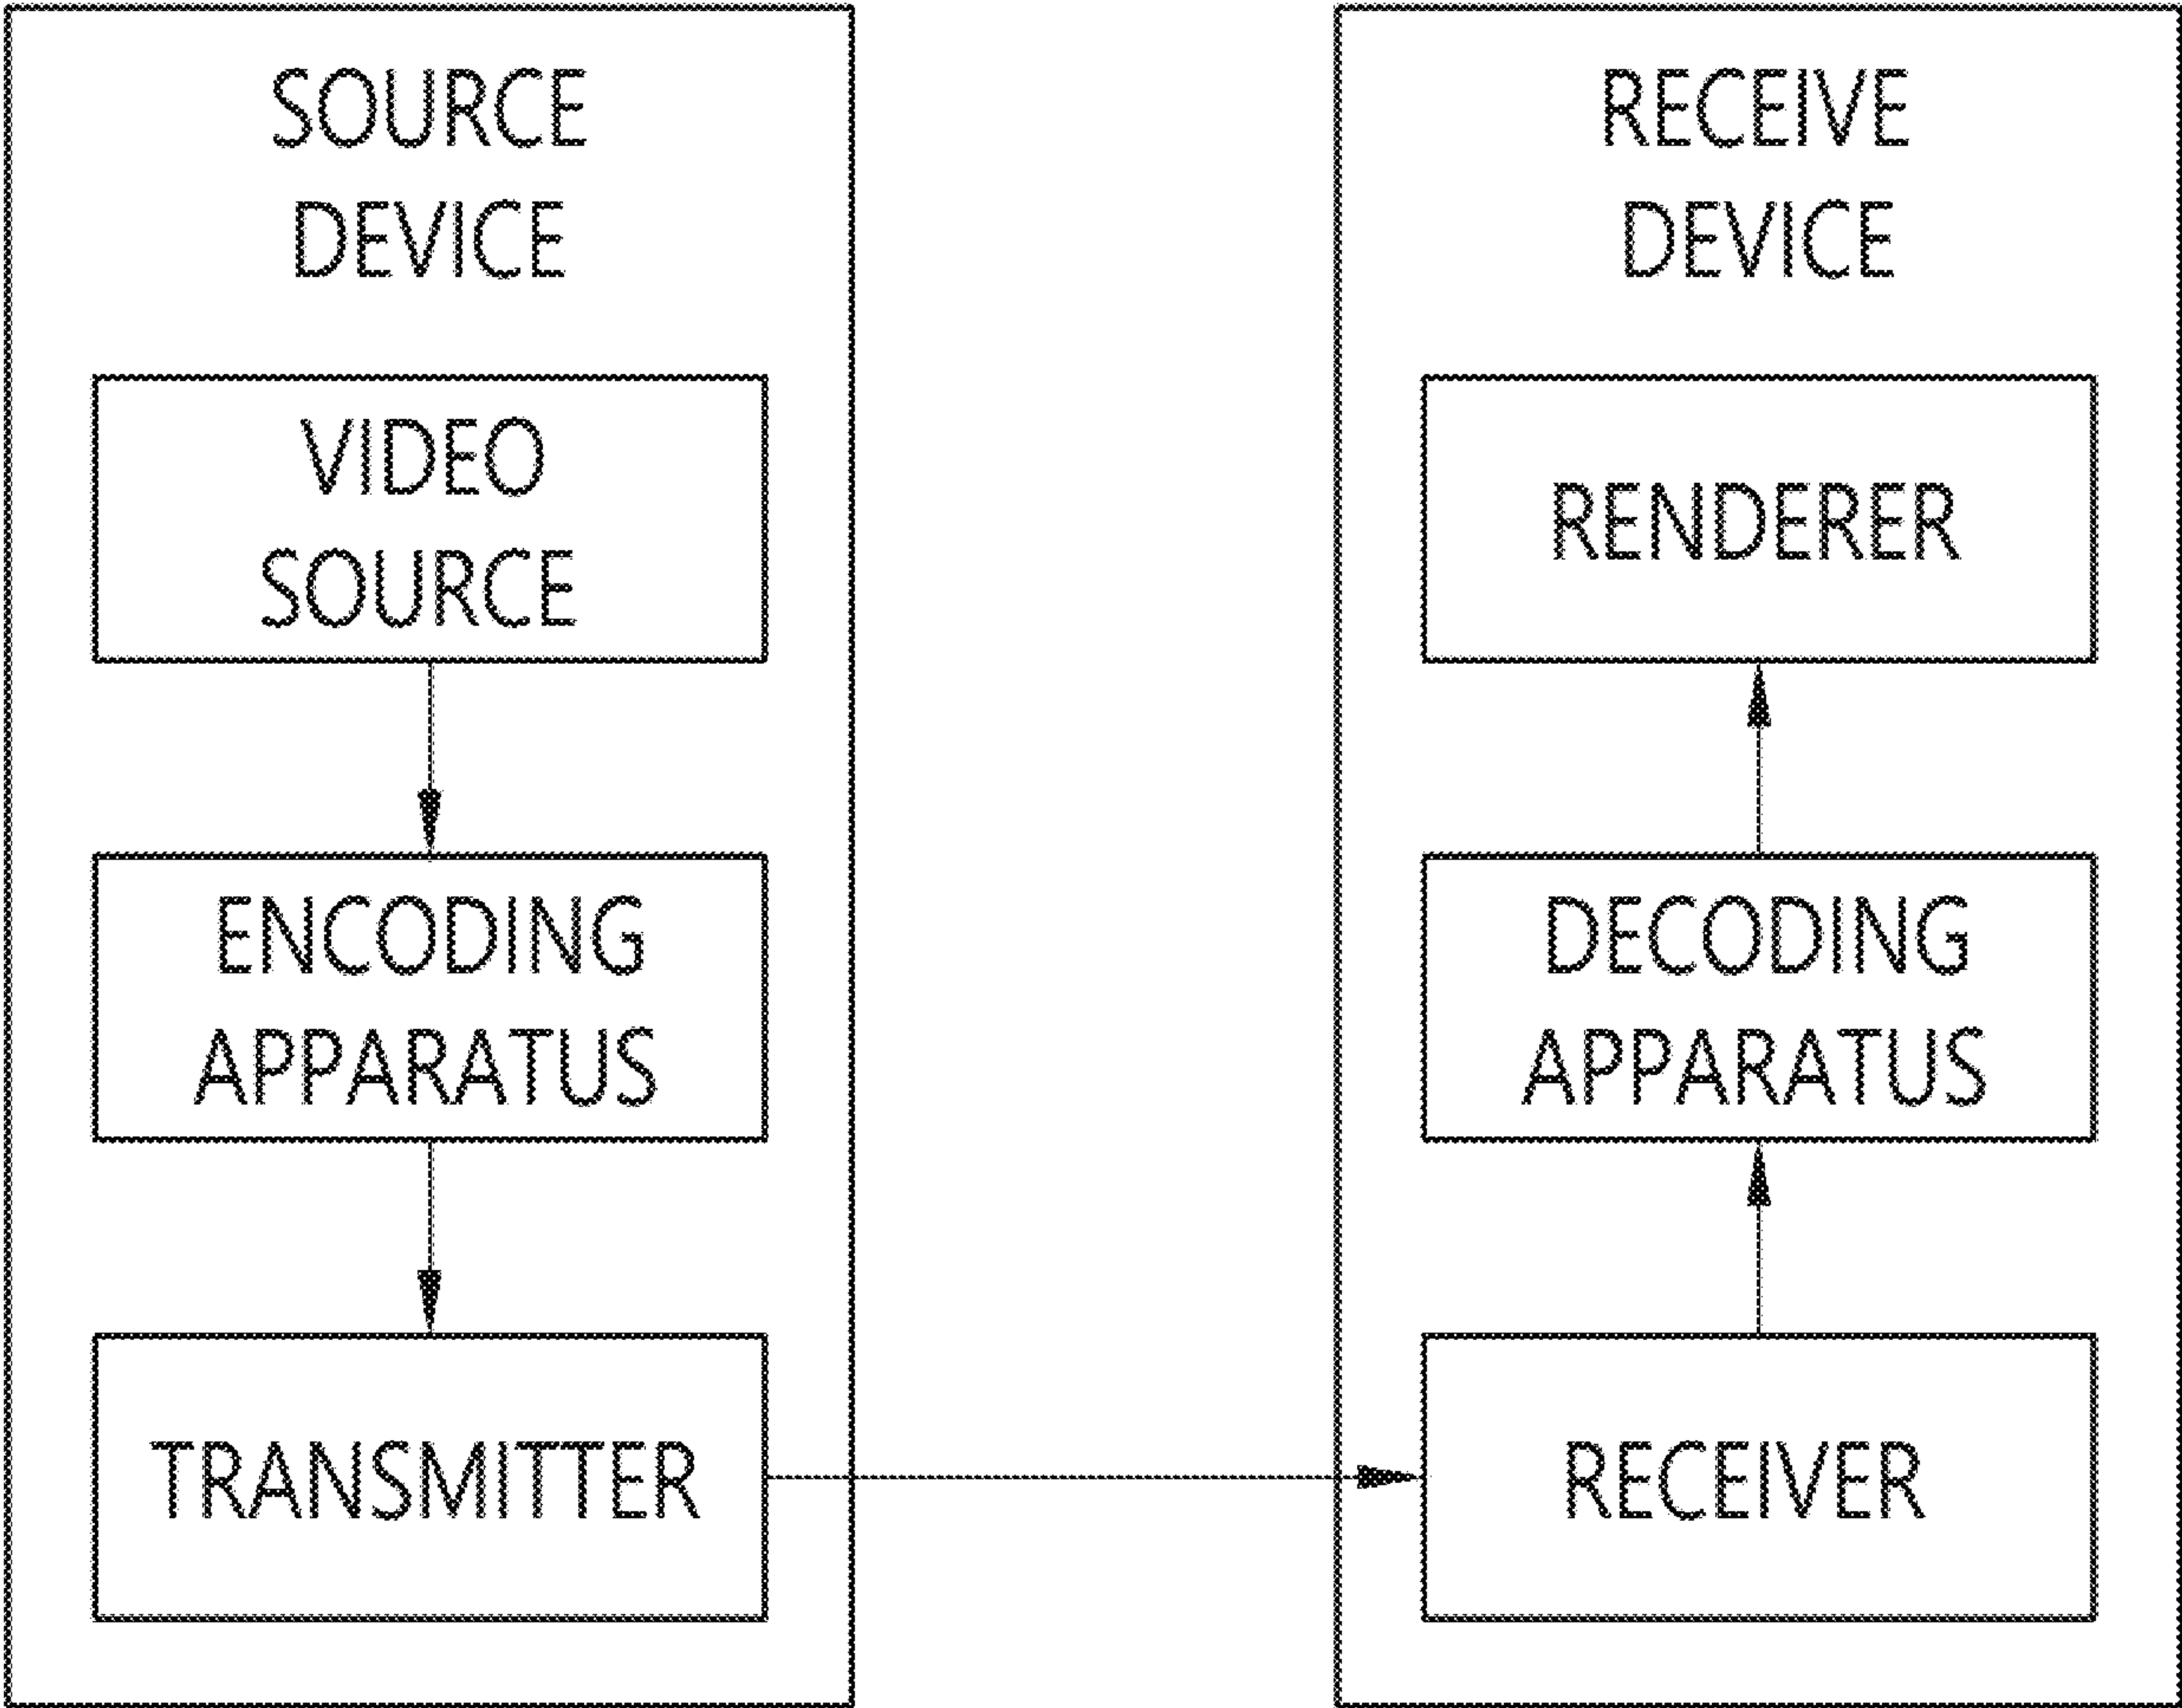 SOURCE
DEVICE
VIDEO
SOURCE
ENCODING
APPARATUS
TRANSMITTER
RECEIVE
DEVICE
RENDERER
DECODING
APPARATUS
RECEIVER